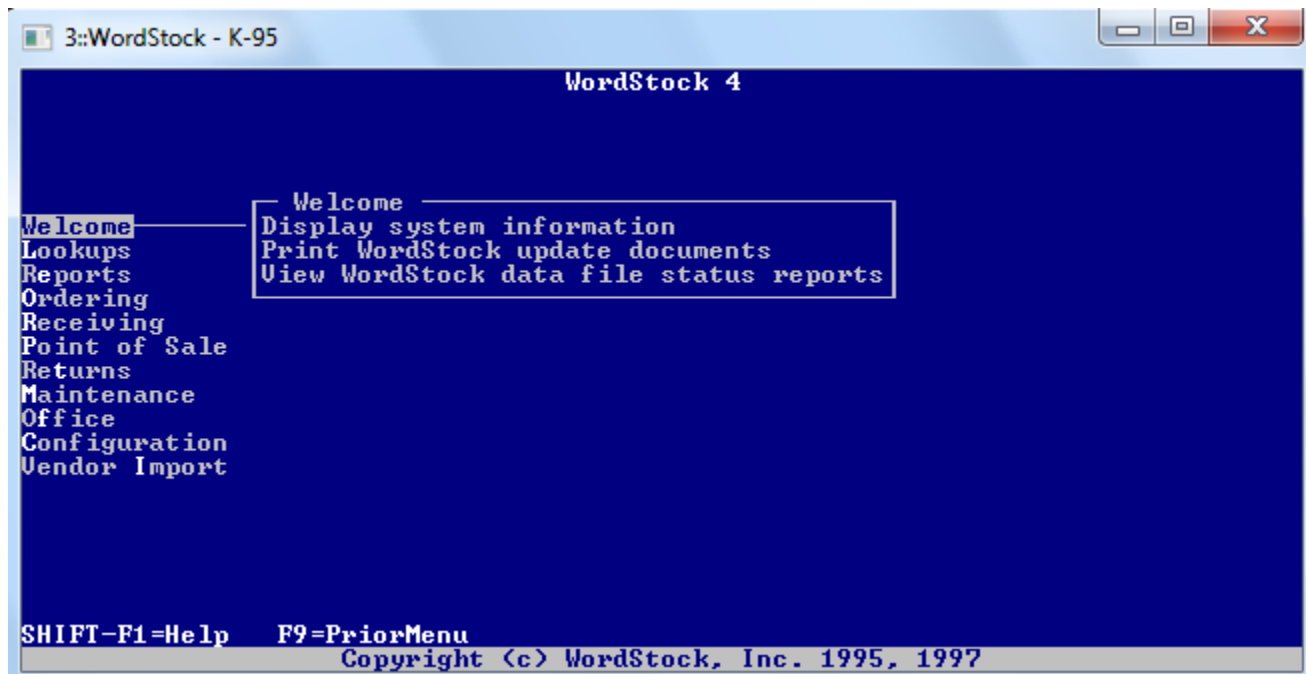 3::WordStock - K-95
WordStock 4
Welcome
Welcome
Display system information
Lookups
Print WordStock update documents
Reports
View WordStock data file status reports
Ordering
Receiving
Point of Sale
Returns
Maintenance
Office
Configuration
Vendor Import
SHIFT-F1=Help F9=PriorMenu
Copyright (c) WordStock, Inc. 1995, 1997